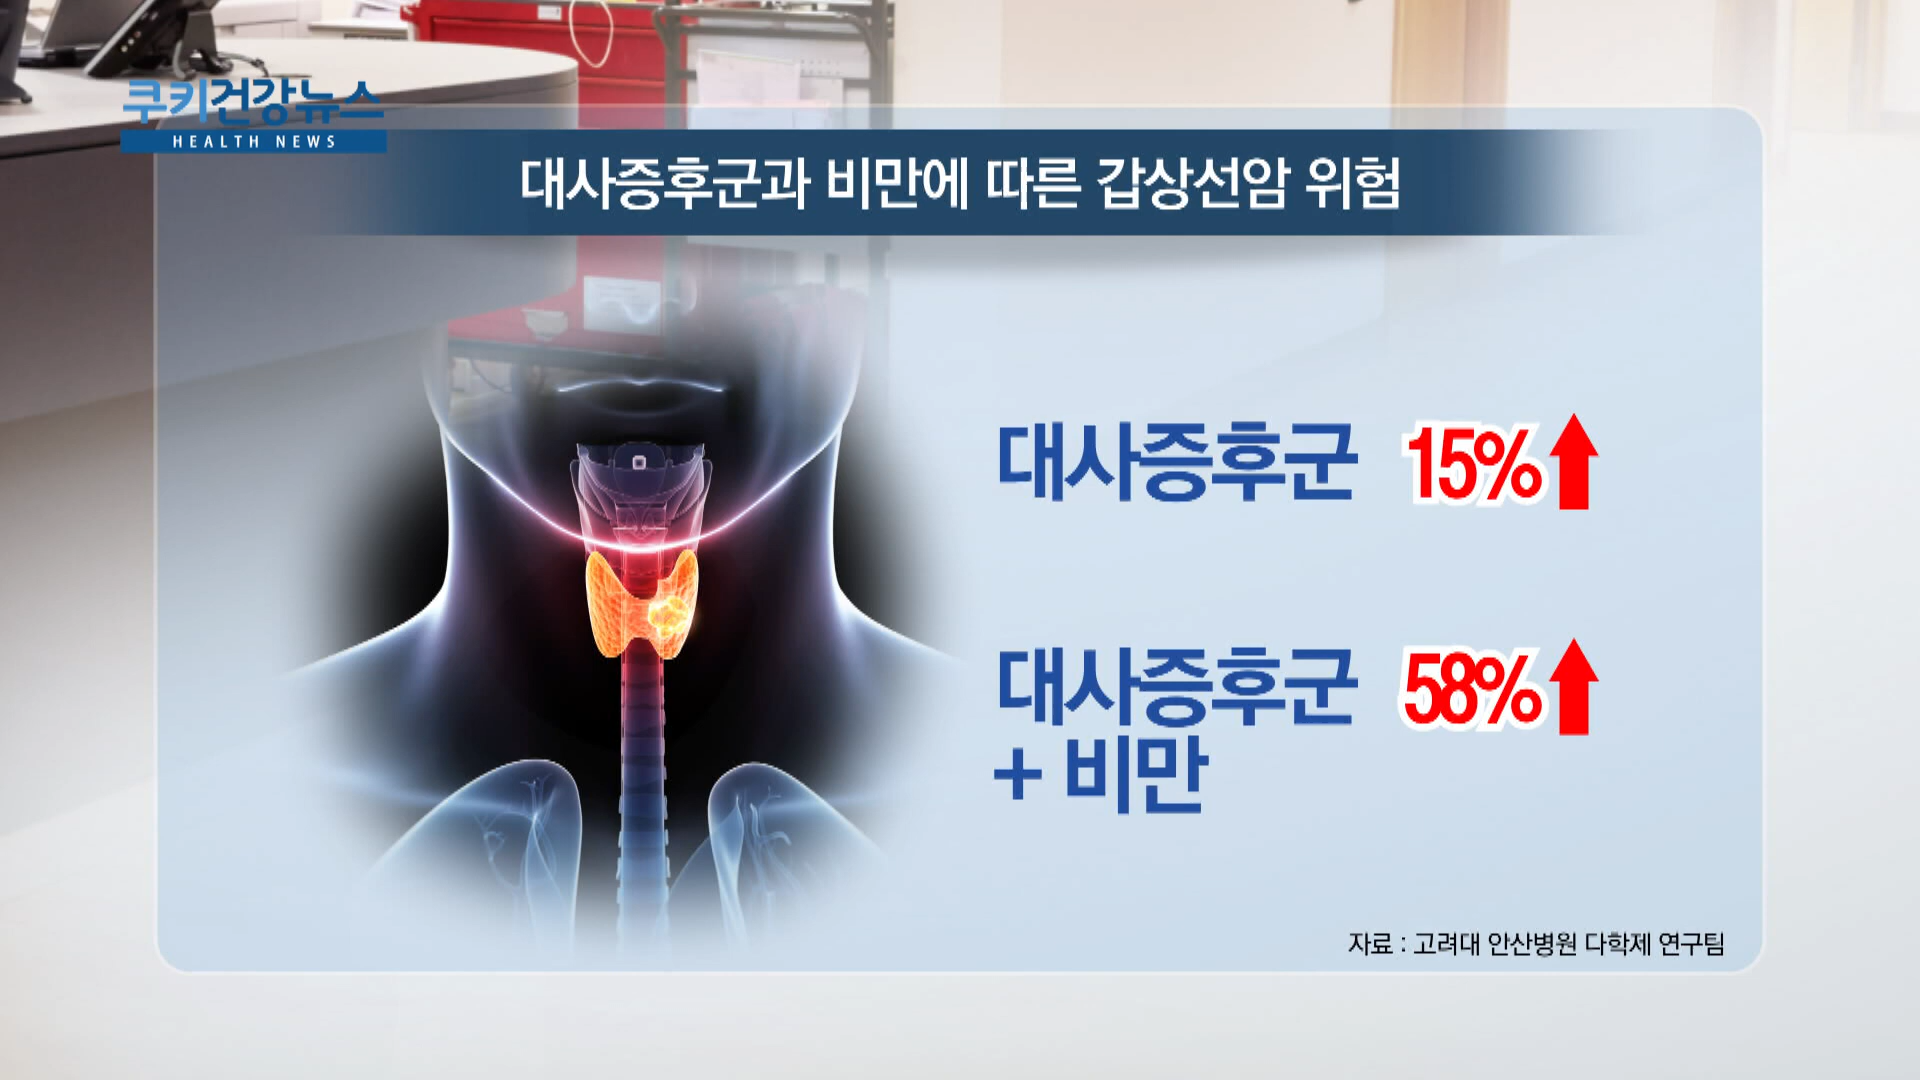 쿠키건강뉴스
HEALTH NEWS
대사증후군과 비만에 따른 갑상선암 위험
대사증후군 15%
대사증후군 58%
+ 비만
자료 : 고려대 안산병원 다학제 연구팀